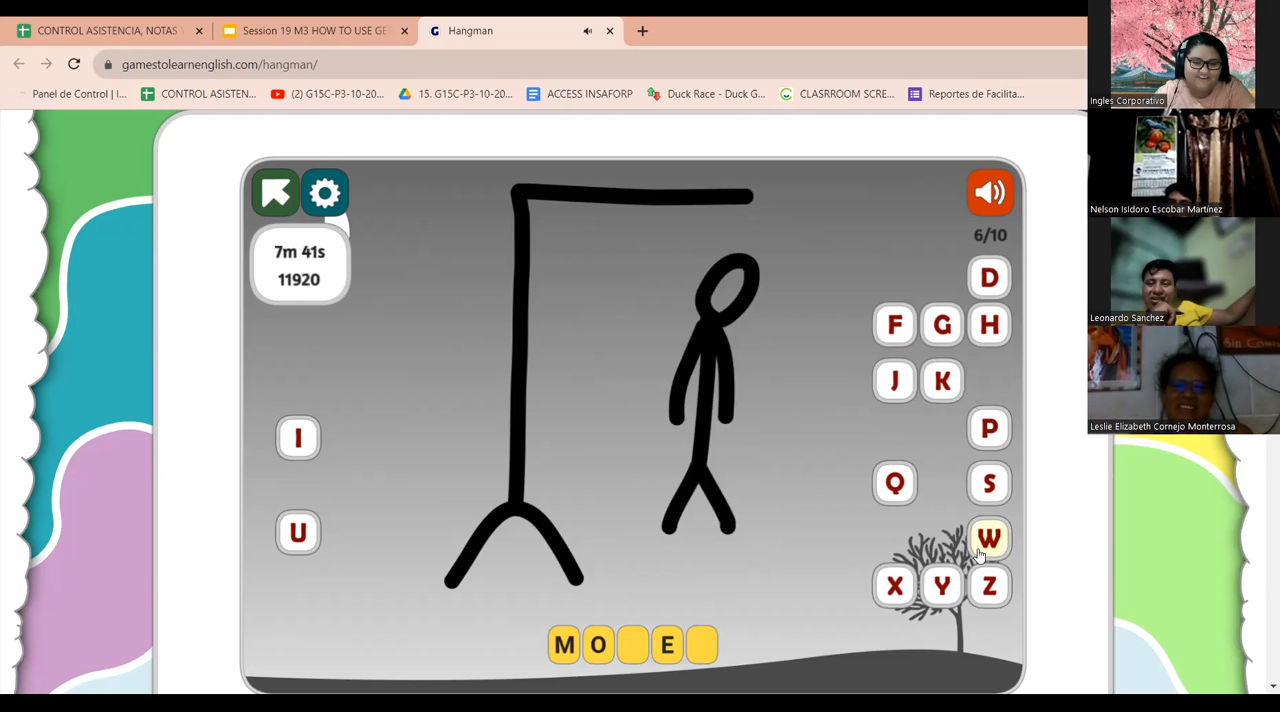 CONTROL ASISTENCIA, NOTAS
Session 19 M3 HOW TO USE GE
Hangman
gamestolearnenglish.com/hangman/
Panel de Control | I...
CONTROL ASISTEN...
(2) G15C-P3-10-20...
15. G15C-P3-10-20...
ACCESS INSAFORP
Duck Race - Duck G...
CLASRROOM SCRE...
Reportes de Facilita...
7m 41s
11920
6/10
D
F G H
J K
I
P
Q S
U
W
X Y Z
M O E
Ingles Corporativo
Nelson Isidoro Escobar Martínez
Leonardo Sanchez
Leslie Elizabeth Cornejo Monterrosa